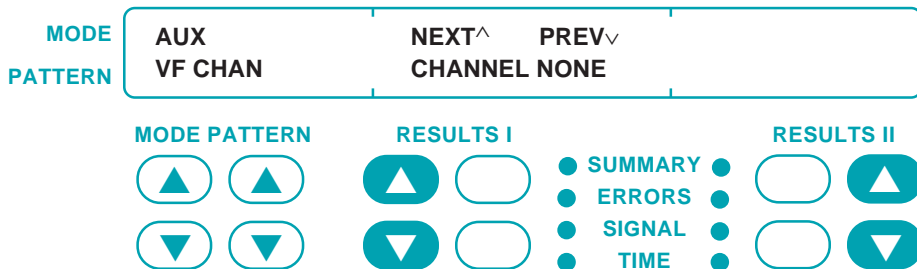 MODE AUX NEXT^ PREV∨
PATTERN VF CHAN CHANNEL NONE
MODE PATTERN RESULTS I RESULTS II
SUMMARY
ERRORS
SIGNAL
TIME